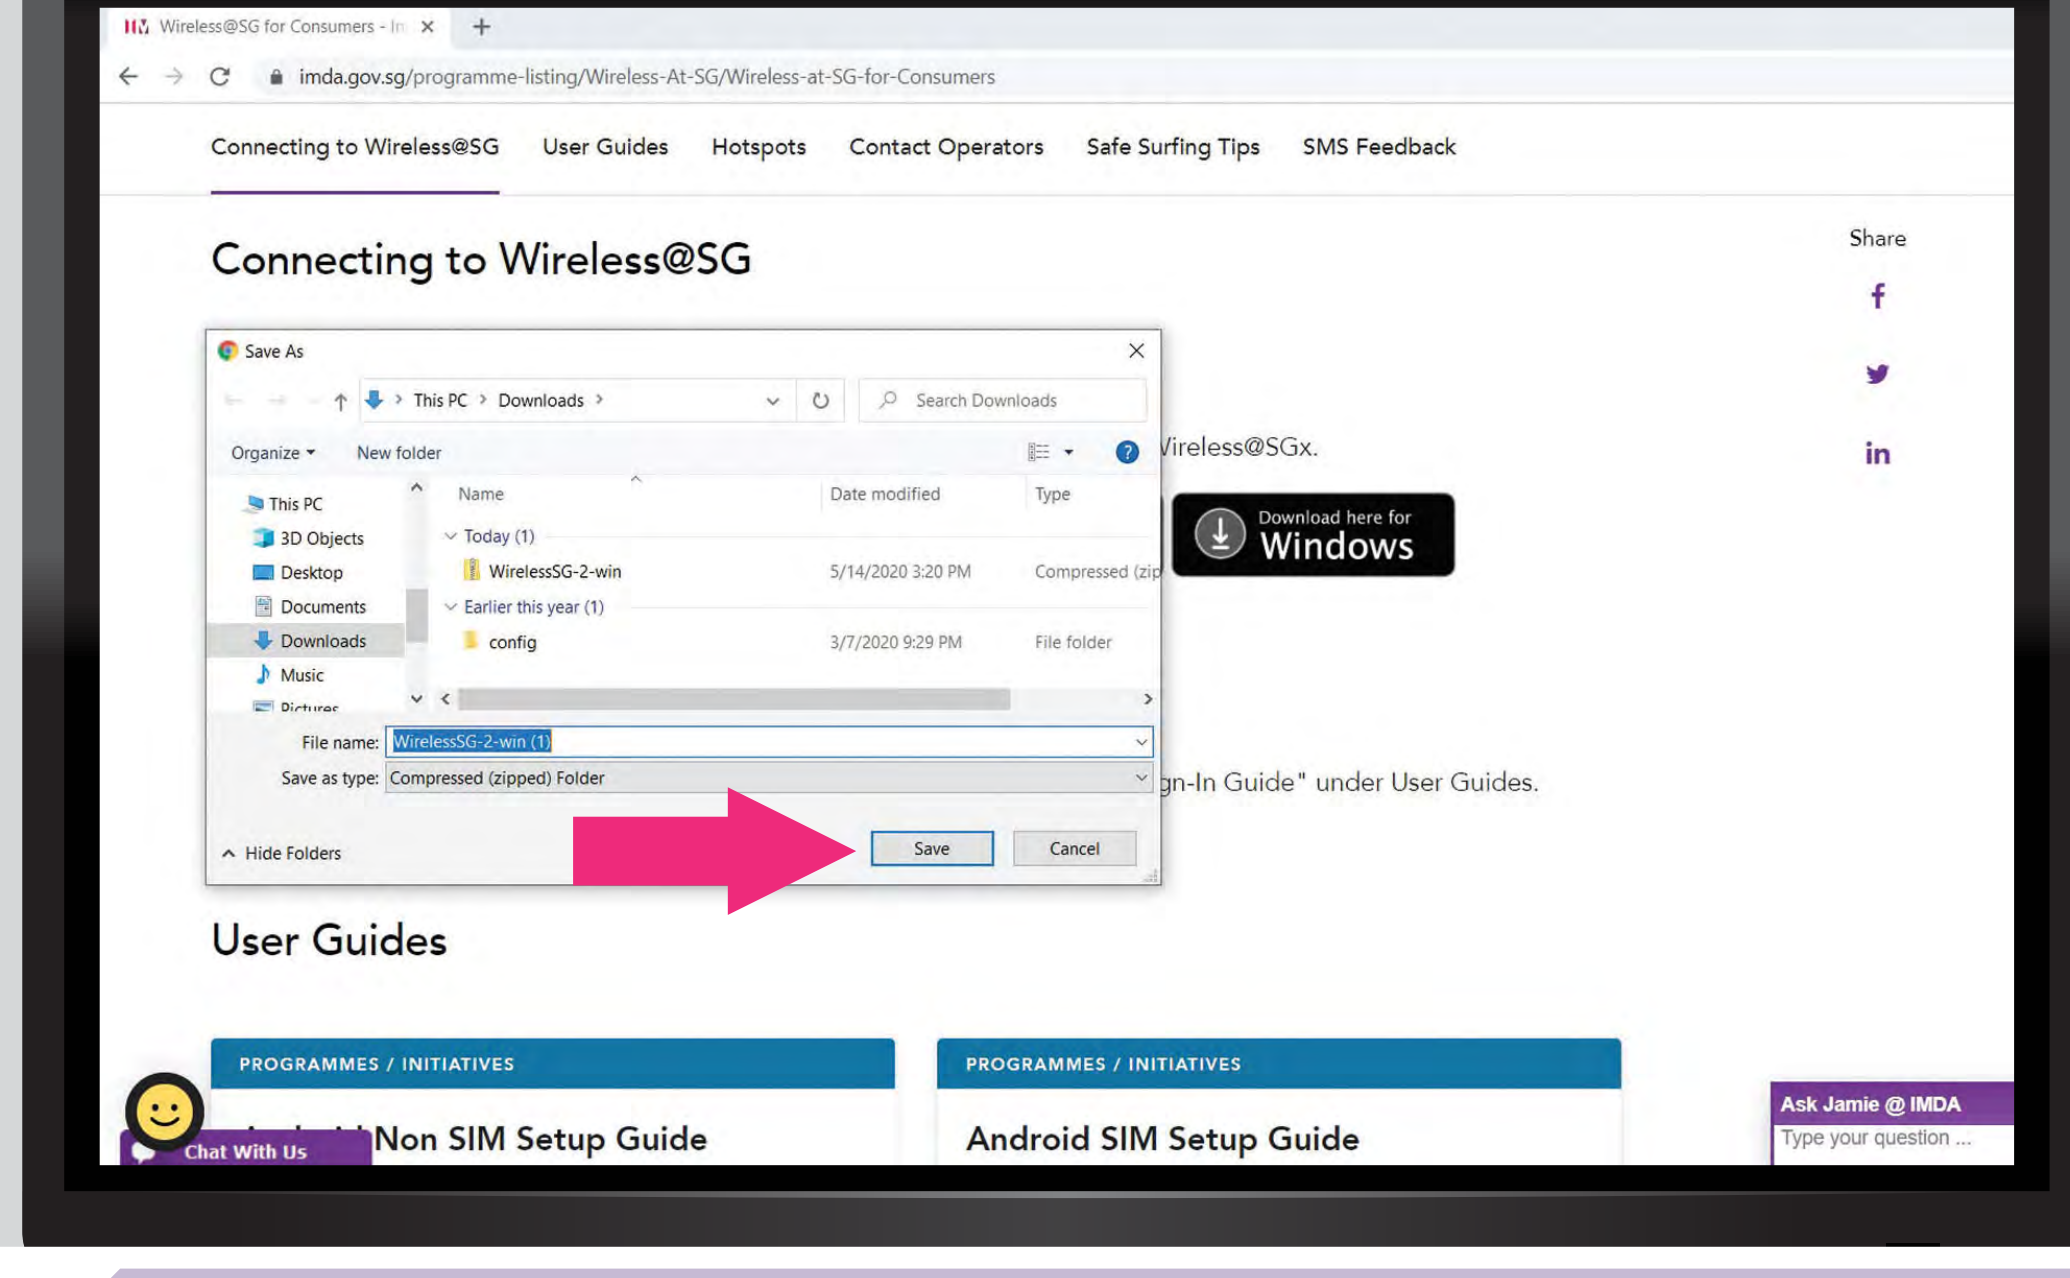 Wireless@SG for Consumers - In
imda.gov.sg/programme-listing/Wireless-At-SG/Wireless-at-SG-for-Consumers
Connecting to Wireless@SG User Guides Hotspots Contact Operators Safe Surfing Tips SMS Feedback
Connecting to Wireless@SG
Share
f
in
Save As
This PC > Downloads >
Search Downloads
Organize
New folder
?
Wireless@SGx.
Name Date modified Type
This PC
3D Objects
Desktop
Documents
Downloads
Music
Pictures
Today (1)
WirelessSG-2-win 5/14/2020 3:20 PM Compressed (zip
Earlier this year (1)
config 3/7/2020 9:29 PM File folder
Download here for
Windows
File name: WirelessSG-2-win (1)
Save as type: Compressed (zipped) Folder
gn-In Guide" under User Guides.
Hide Folders
Save
Cancel
User Guides
PROGRAMMES / INITIATIVES
Non SIM Setup Guide
PROGRAMMES / INITIATIVES
Android SIM Setup Guide
Chat With Us
Ask Jamie @ IMDA
Type your question ...